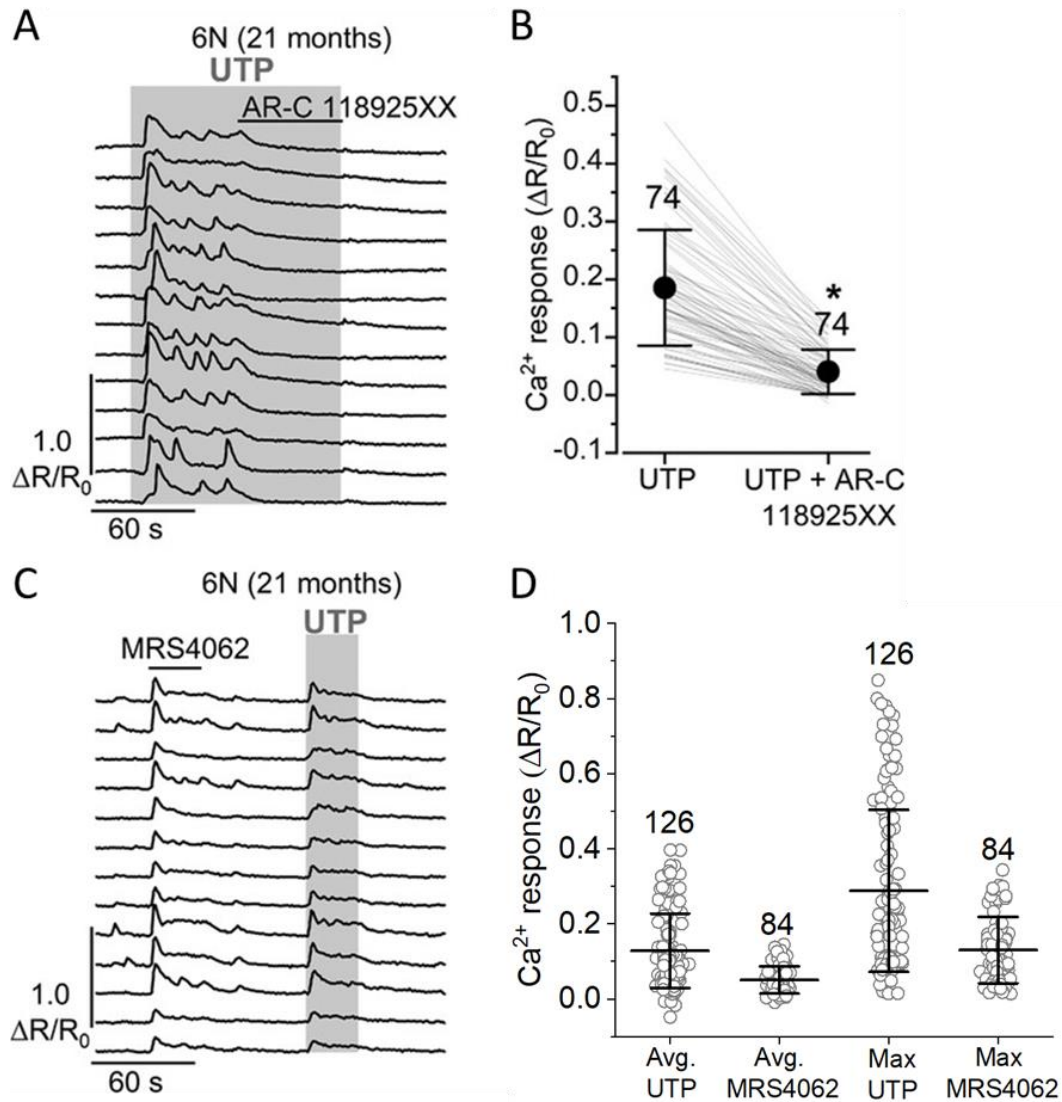 A
6N (21 months)
UTP
AR-C 118925XX
1.0
ΔR/R0
60 s
B
Ca2+ response (ΔR/R0)
0.5
0.4
0.3
0.2
0.1
0.0
-0.1
74
*
74
UTP
UTP + AR-C
118925XX
C
6N (21 months)
UTP
MRS4062
1.0
ΔR/R0
60 s
D
Ca2+ response (ΔR/R0)
1.0
0.8
0.6
0.4
0.2
0.0
126
84
126
84
Avg.
UTP
Avg.
MRS4062
Max
UTP
Max
MRS4062